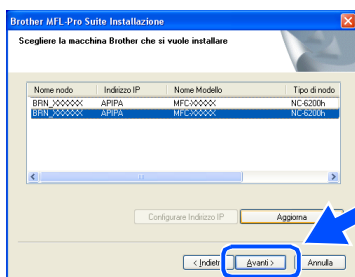 Brother MFL-Pro Suite Installazione
Scegliere la macchina Brother che si vuole installare
Nome nodo Indirizzo IP Nome Modello Tipo di nodo
BRN_XXXXXX APIPA MFC-XXXX NC-6200h
BRN_XXXXXX APIPA MFC-XXXX NC-6200h
Configurare Indirizzo IP Aggiorna
< Indietro Avanti > Annulla